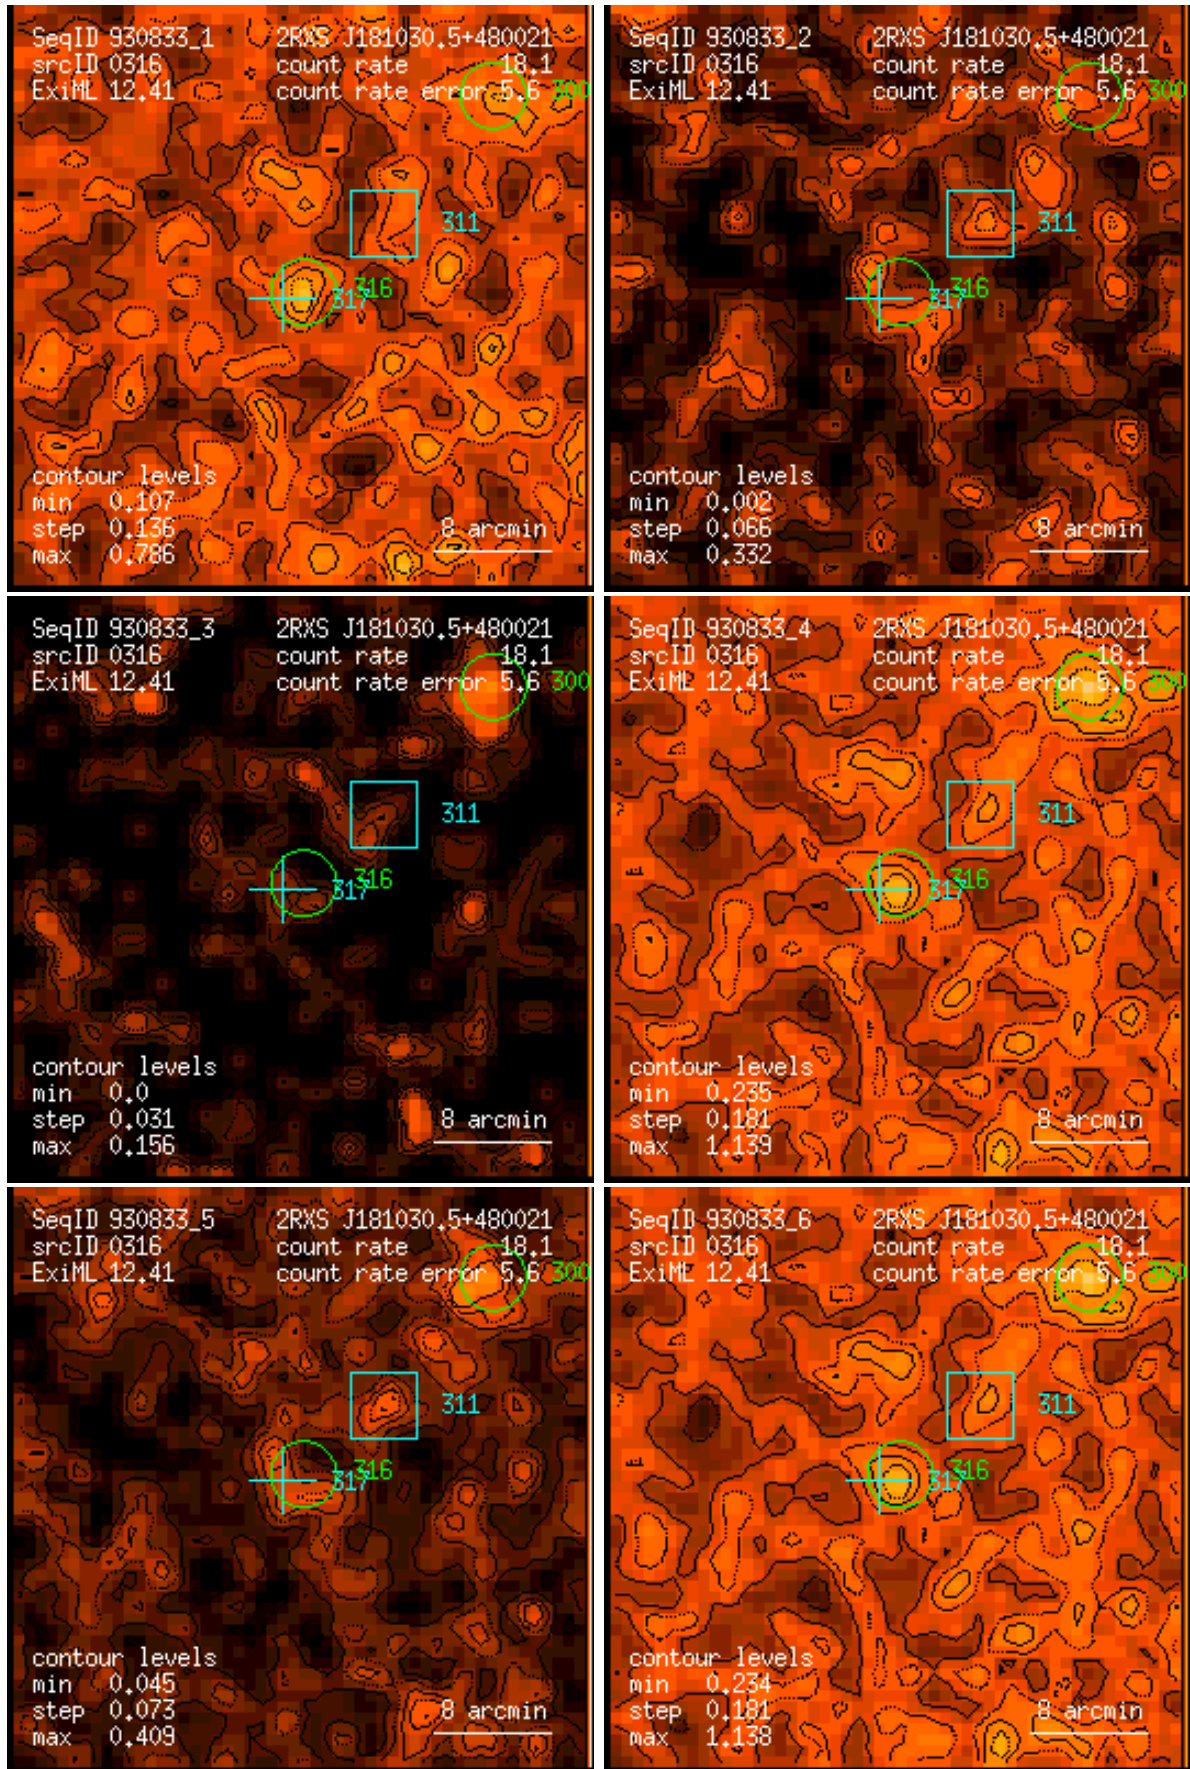 SeqID 930833_1 2RXS J181030.5+480021
srcID 0316 count rate 18.1
ExiML 12.41 count rate error 5.6 300
311
316
317
contour levels
min 0.107
step 0.136 8 arcmin
max 0.786
SeqID 930833_2 2RXS J181030.5+480021
srcID 0316 count rate 18.1
ExiML 12.41 count rate error 5.6 300
311
316
317
contour levels
min 0.002
step 0.066 8 arcmin
max 0.332
SeqID 930833_3 2RXS J181030.5+480021
srcID 0316 count rate 18.1
ExiML 12.41 count rate error 5.6 300
311
316
317
contour levels
min 0.0
step 0.031 8 arcmin
max 0.156
SeqID 930833_4 2RXS J181030.5+480021
srcID 0316 count rate 18.1
ExiML 12.41 count rate error 5.6 300
311
316
317
contour levels
min 0.235
step 0.181 8 arcmin
max 1.139
SeqID 930833_5 2RXS J181030.5+480021
srcID 0316 count rate 18.1
ExiML 12.41 count rate error 5.6 300
311
316
317
contour levels
min 0.045
step 0.073 8 arcmin
max 0.409
SeqID 930833_6 2RXS J181030.5+480021
srcID 0316 count rate 18.1
ExiML 12.41 count rate error 5.6 300
311
316
317
contour levels
min 0.234
step 0.181 8 arcmin
max 1.138